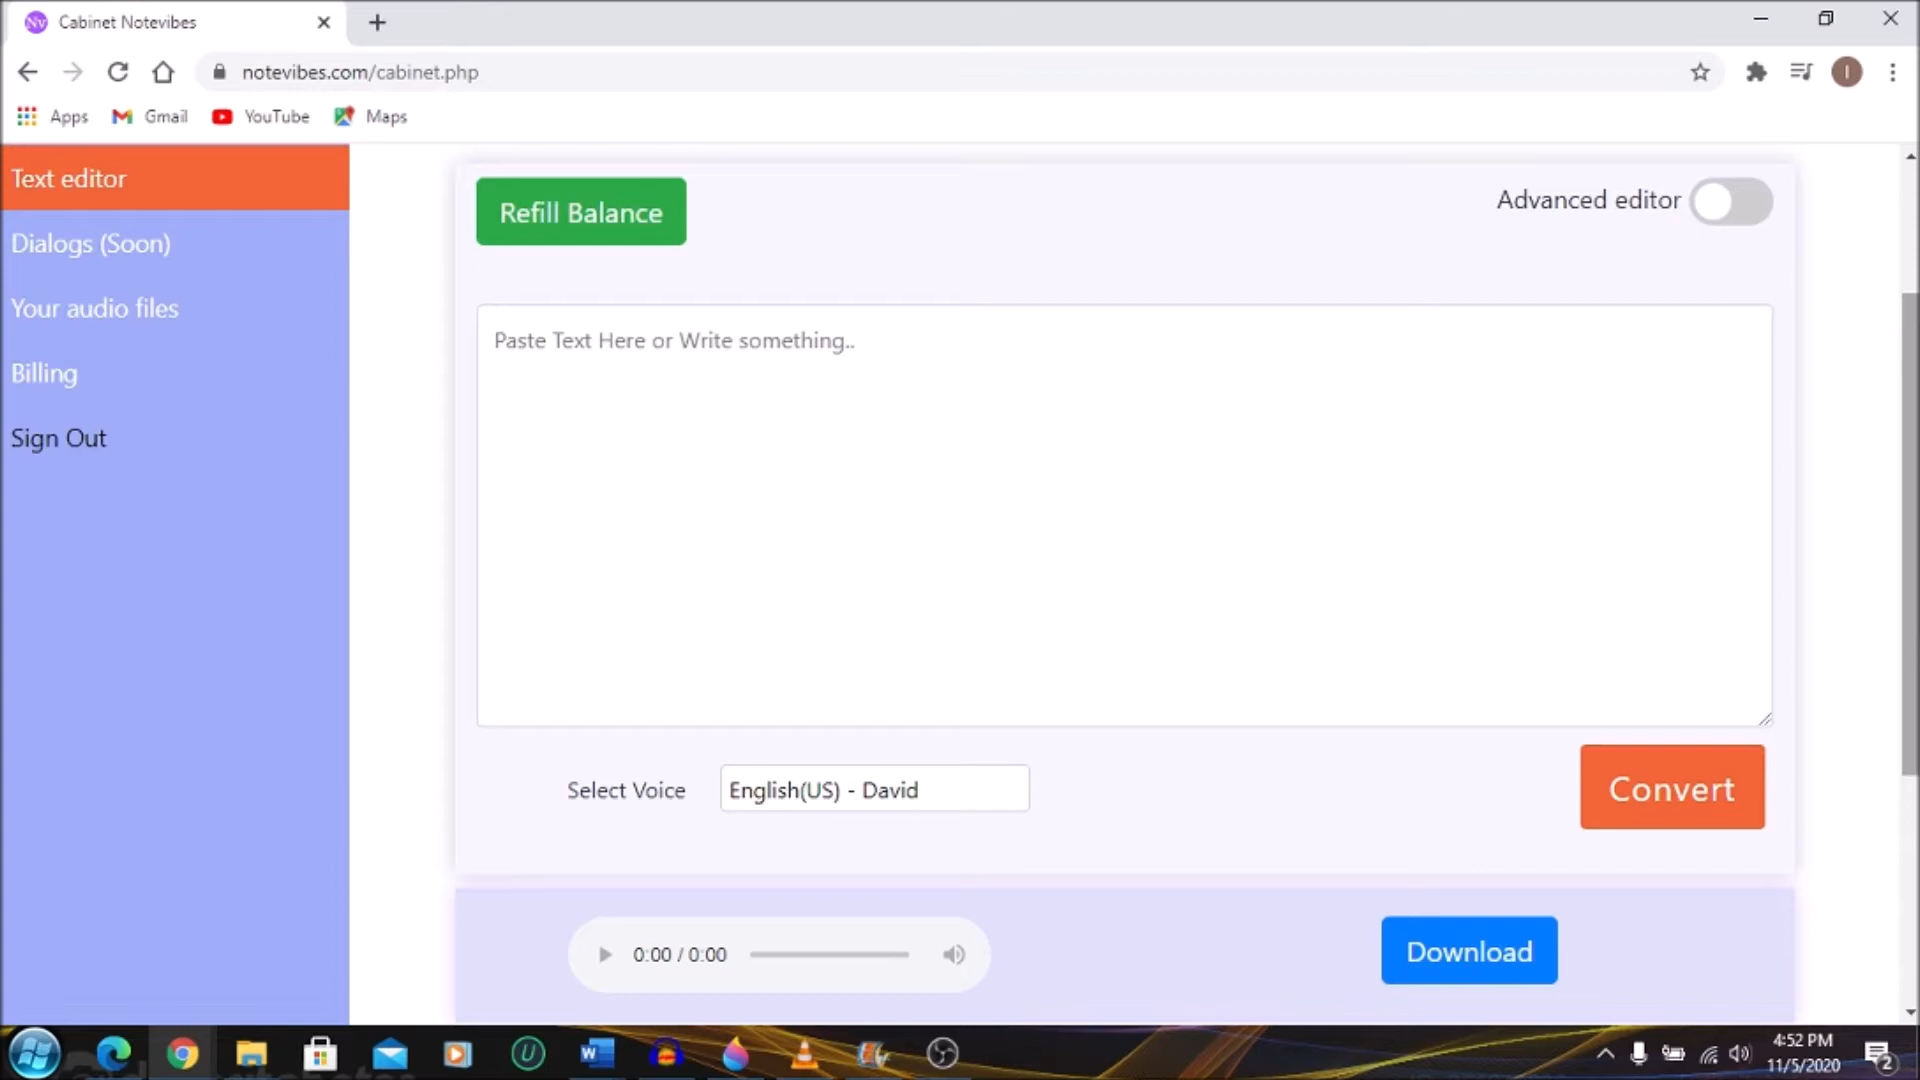 Nv Cabinet Notevibes
notevibes.com/cabinet.php
I
Apps Gmail YouTube Maps
Text editor
Dialogs (Soon)
Your audio files
Billing
Sign Out
Refill Balance
Advanced editor
Paste Text Here or Write something..
Select Voice English(US) - David
Convert
0:00 / 0:00
Download
4:52 PM
11/5/2020
2